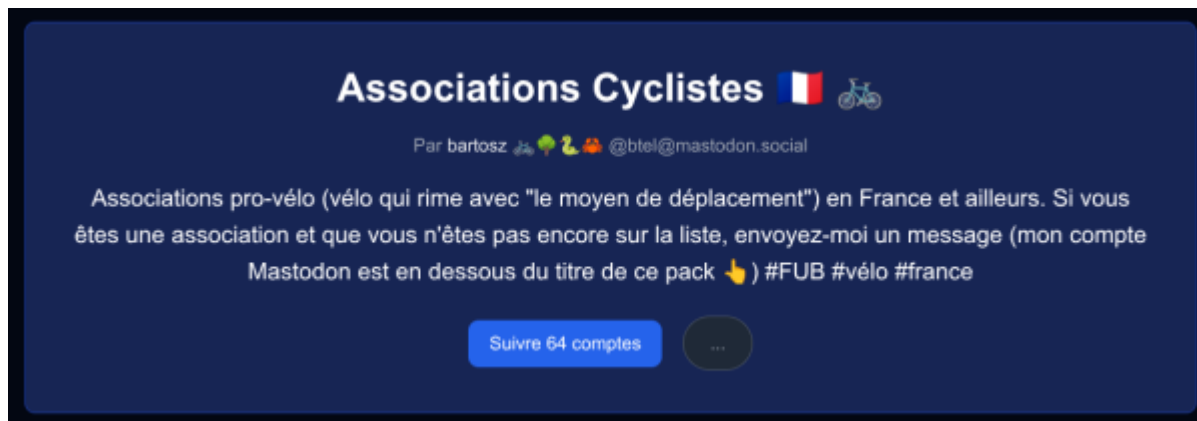 Associations Cyclistes 🇫🇷 🚲
Par bartosz 🚲🌳🐍🦀 @btel@mastodon.social
Associations pro-vélo (vélo qui rime avec "le moyen de déplacement") en France et ailleurs. Si vous
êtes une association et que vous n'êtes pas encore sur la liste, envoyez-moi un message (mon compte
Mastodon est en dessous du titre de ce pack 👆) #FUB #vélo #france
Suivre 64 comptes
...